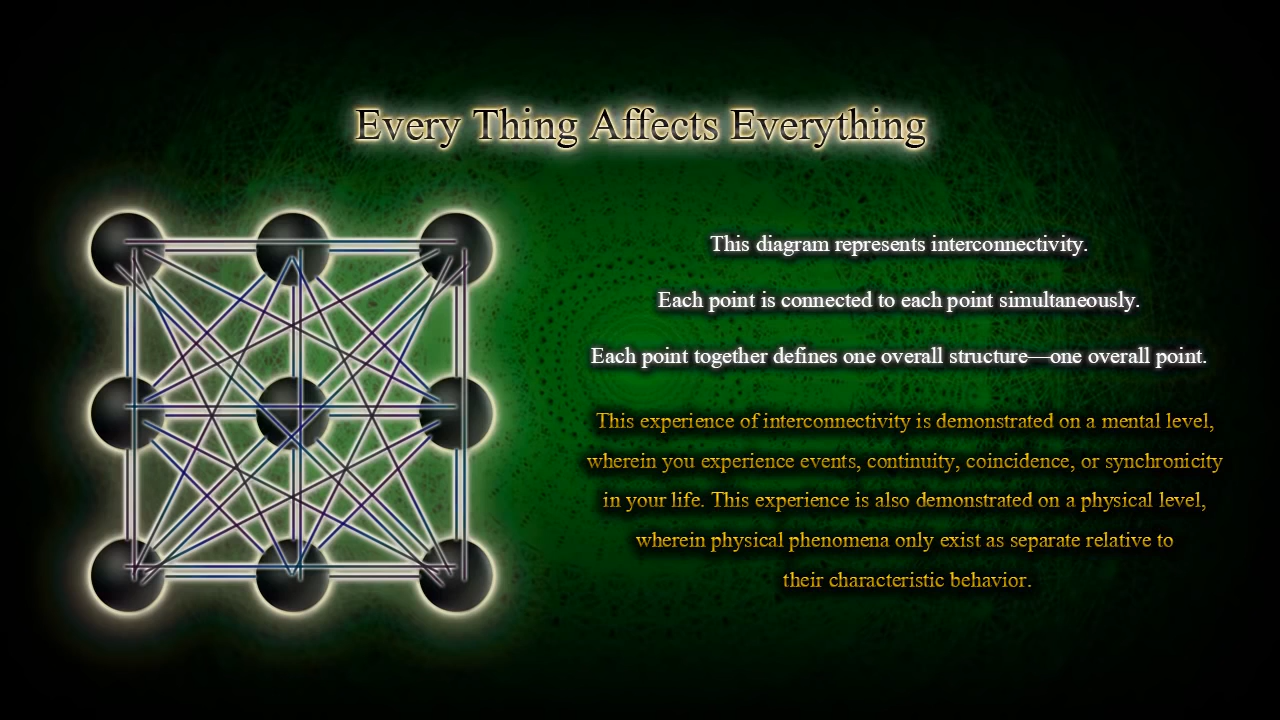 Every Thing Affects Everything
This diagram represents interconnectivity.
Each point is connected to each point simultaneously.
Each point together defines one overall structure—one overall point.
This experience of interconnectivity is demonstrated on a mental level,
wherein you experience events, continuity, coincidence, or synchronicity
in your life. This experience is also demonstrated on a physical level,
wherein physical phenomena only exist as separate relative to
their characteristic behavior.